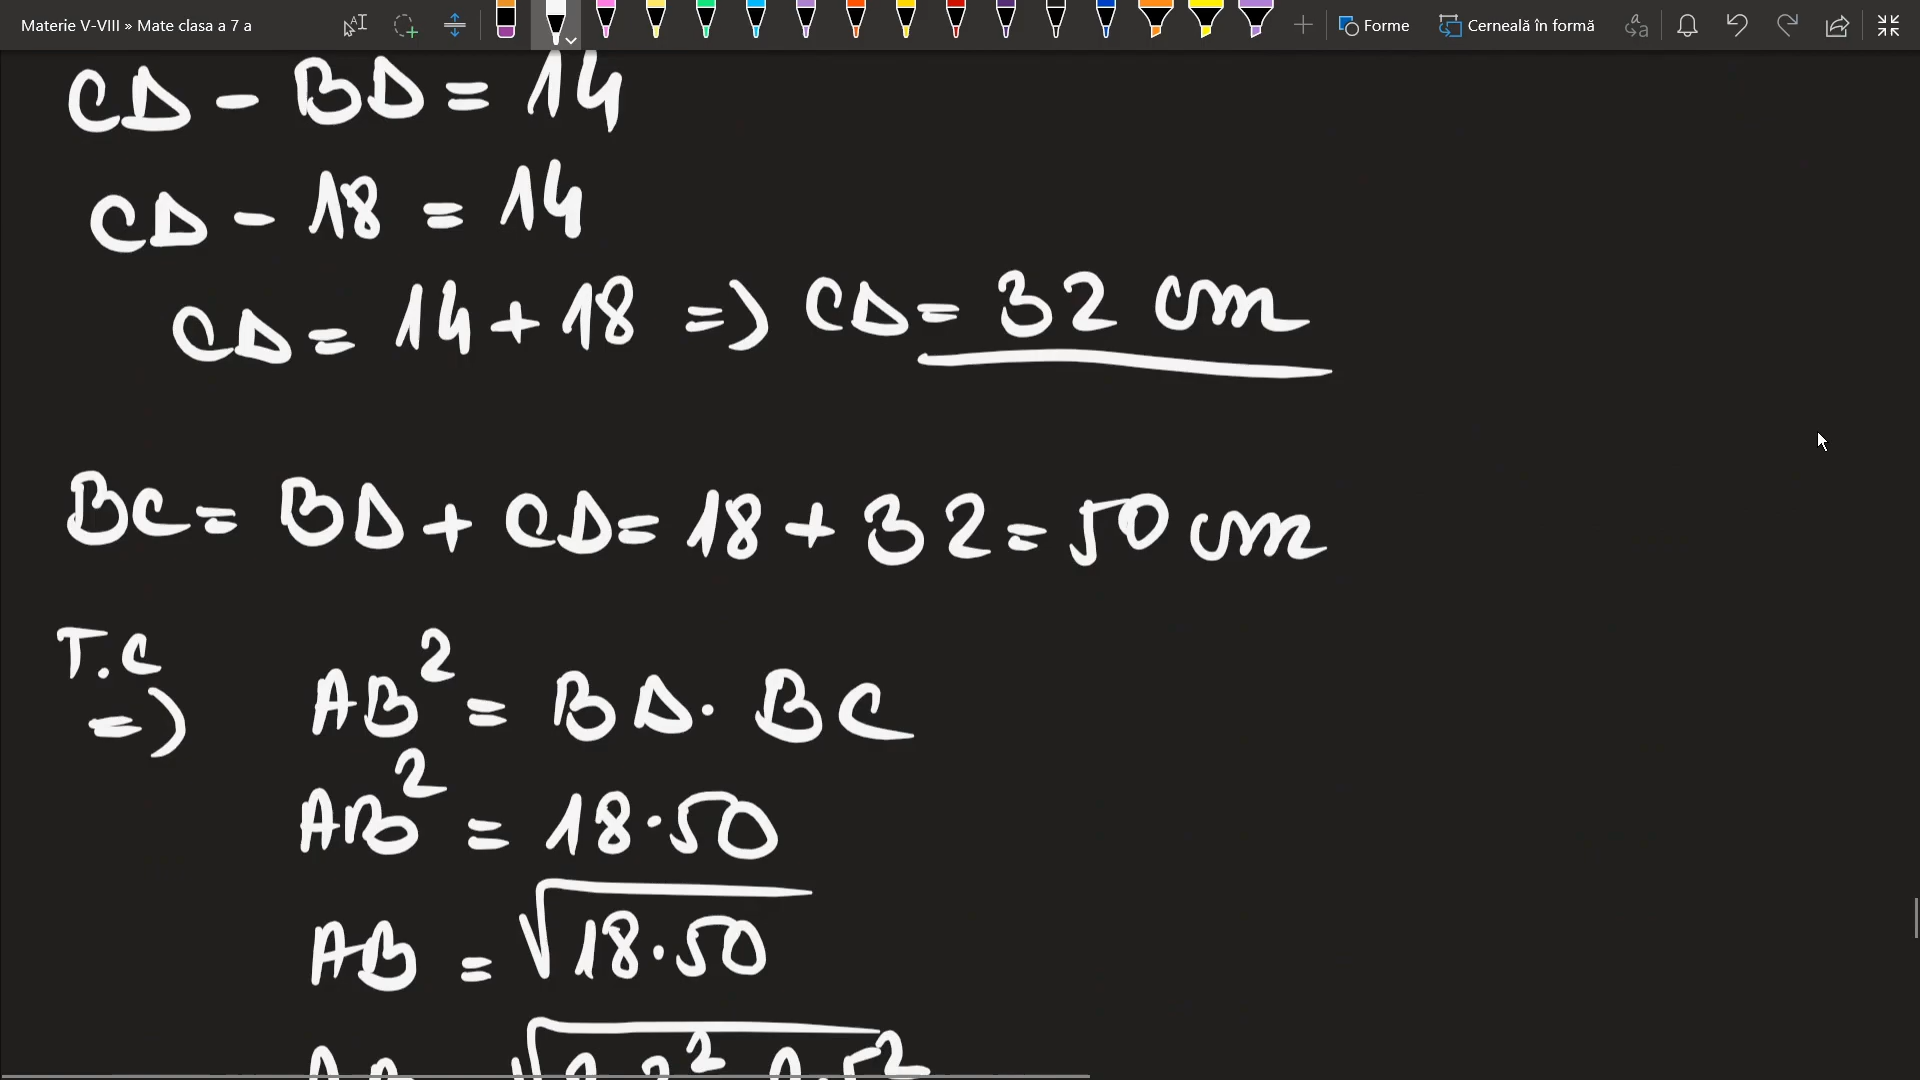 Materie V-VIII » Mate clasa a 7 a
Forme
Cerneală în formă
CD - BD = 14
CD - 18 = 14
CD = 14 + 18 => CD = 32 cm
BC = BD + CD = 18 + 32 = 50 cm
T.C
=> AB² = BD · BC
AB² = 18·50
AB = √18·50